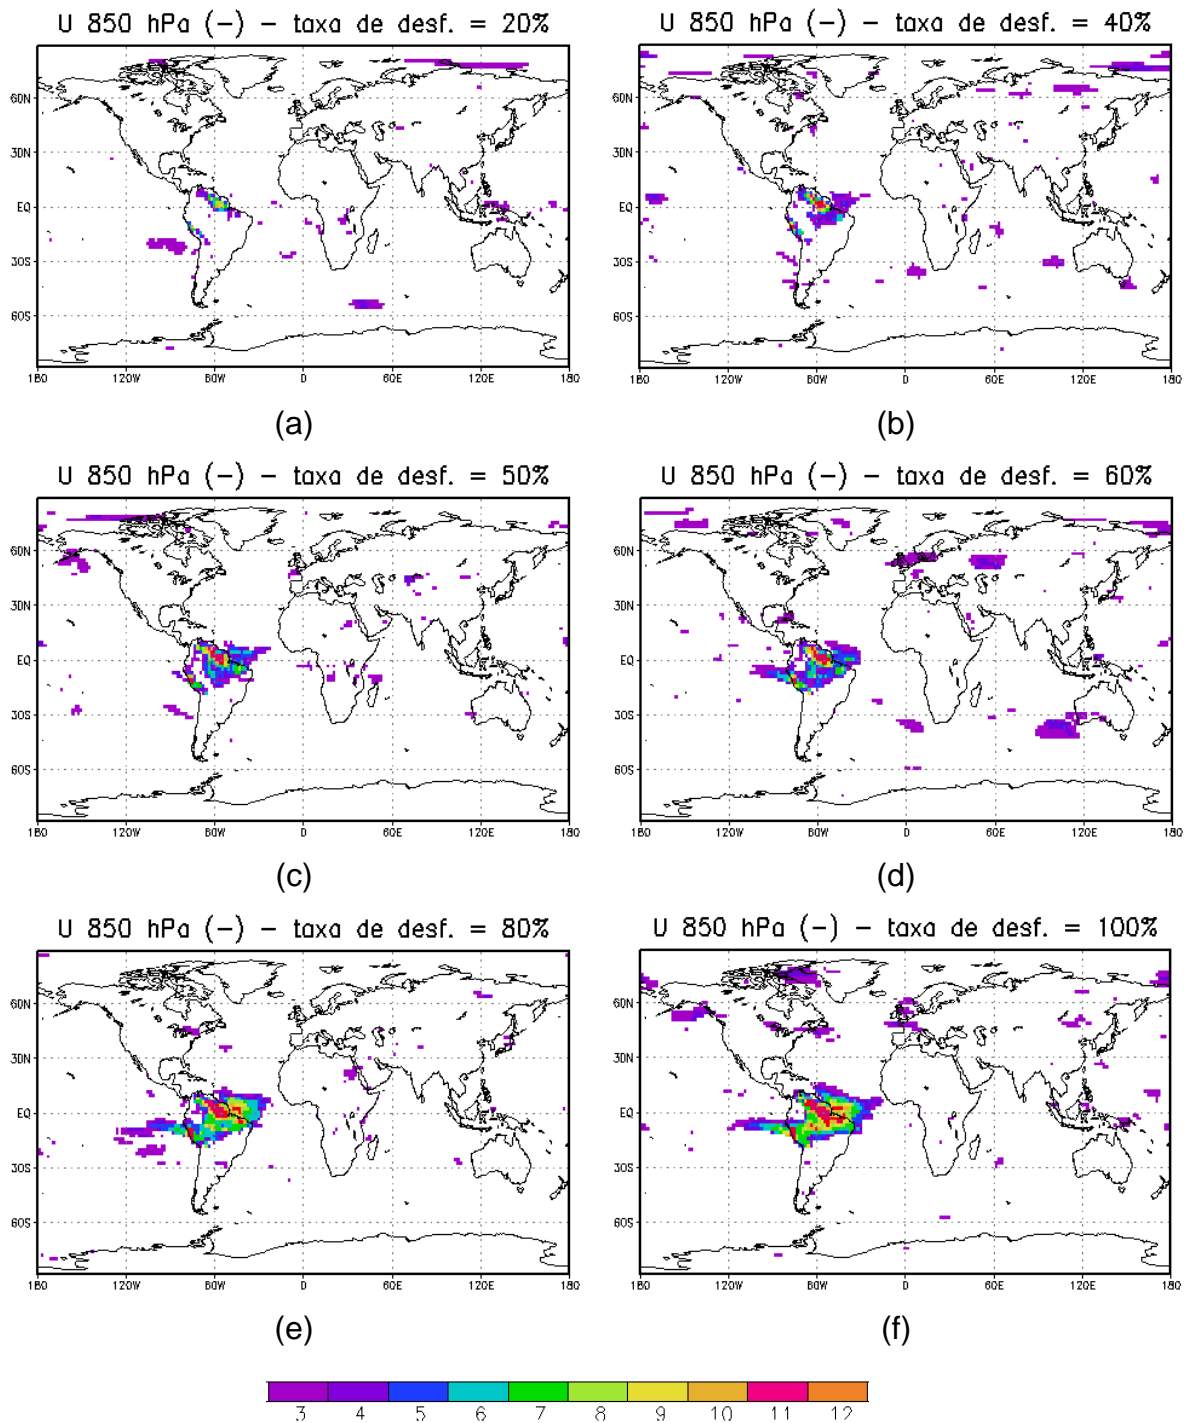 U 850 hPa (−) − taxa de desf. = 20%
60N
30N
EQ
30S
60S
180 120W 60W 0 60E 120E 180
(a)
U 850 hPa (−) − taxa de desf. = 40%
60N
30N
EQ
30S
60S
180 120W 60W 0 60E 120E 180
(b)
U 850 hPa (−) − taxa de desf. = 50%
60N
30N
EQ
30S
60S
180 120W 60W 0 60E 120E 180
(c)
U 850 hPa (−) − taxa de desf. = 60%
60N
30N
EQ
30S
60S
180 120W 60W 0 60E 120E 180
(d)
U 850 hPa (−) − taxa de desf. = 80%
60N
30N
EQ
30S
60S
180 120W 60W 0 60E 120E 180
(e)
U 850 hPa (−) − taxa de desf. = 100%
60N
30N
EQ
30S
60S
180 120W 60W 0 60E 120E 180
(f)
3 4 5 6 7 8 9 10 11 12